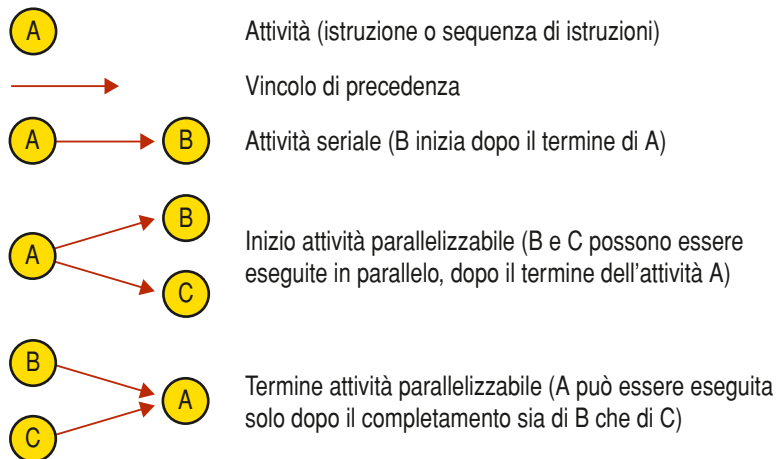 A Attività (istruzione o sequenza di istruzioni)
Vincolo di precedenza
A B Attività seriale (B inizia dopo il termine di A)
B
A
C
Inizio attività parallelizzabile (B e C possono essere
eseguite in parallelo, dopo il termine dell'attività A)
B
A
C
Termine attività parallelizzabile (A può essere eseguita
solo dopo il completamento sia di B che di C)